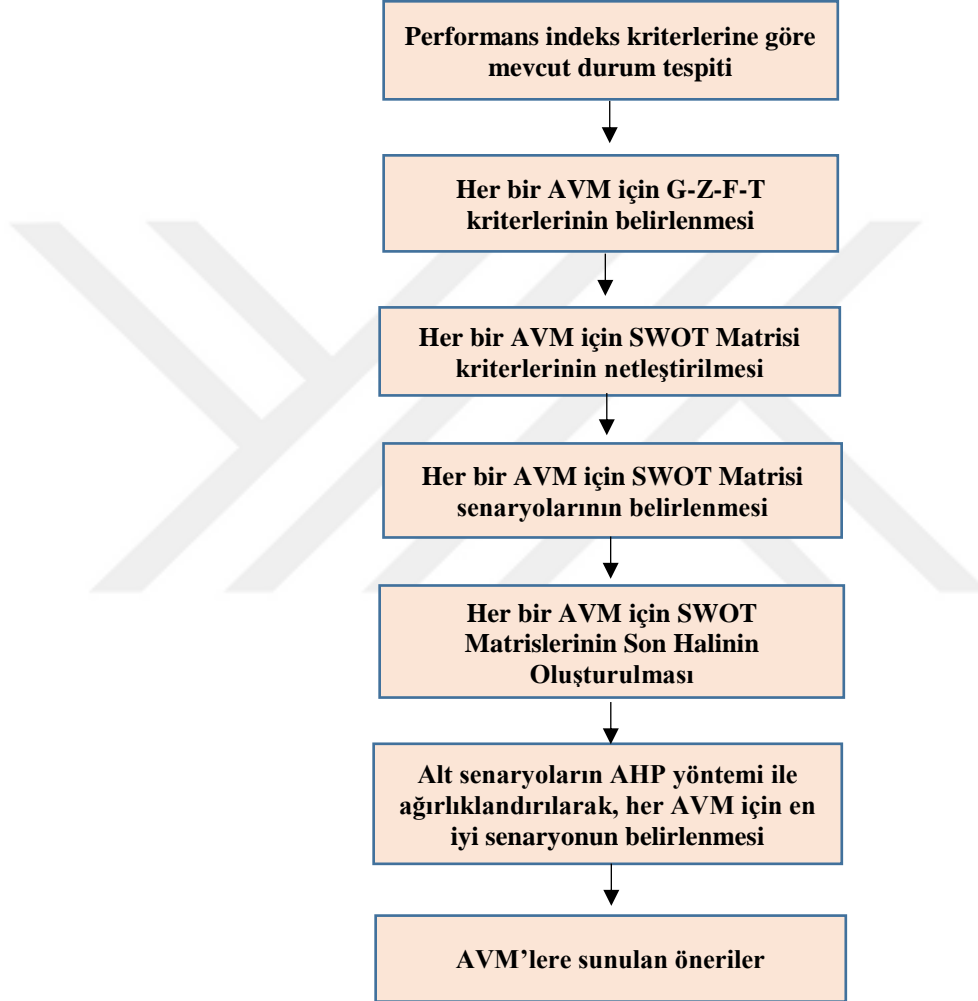 Performans indeks kriterlerine göre
mevcut durum tespiti
Her bir AVM için G-Z-F-T
kriterlerinin belirlenmesi
Her bir AVM için SWOT Matrisi
kriterlerinin netleştirilmesi
Her bir AVM için SWOT Matrisi
senaryolarının belirlenmesi
Her bir AVM için SWOT
Matrislerinin Son Halinin
Oluşturulması
Alt senaryoların AHP yöntemi ile
ağırlıklandırılarak, her AVM için en
iyi senaryonun belirlenmesi
AVM’lere sunulan öneriler